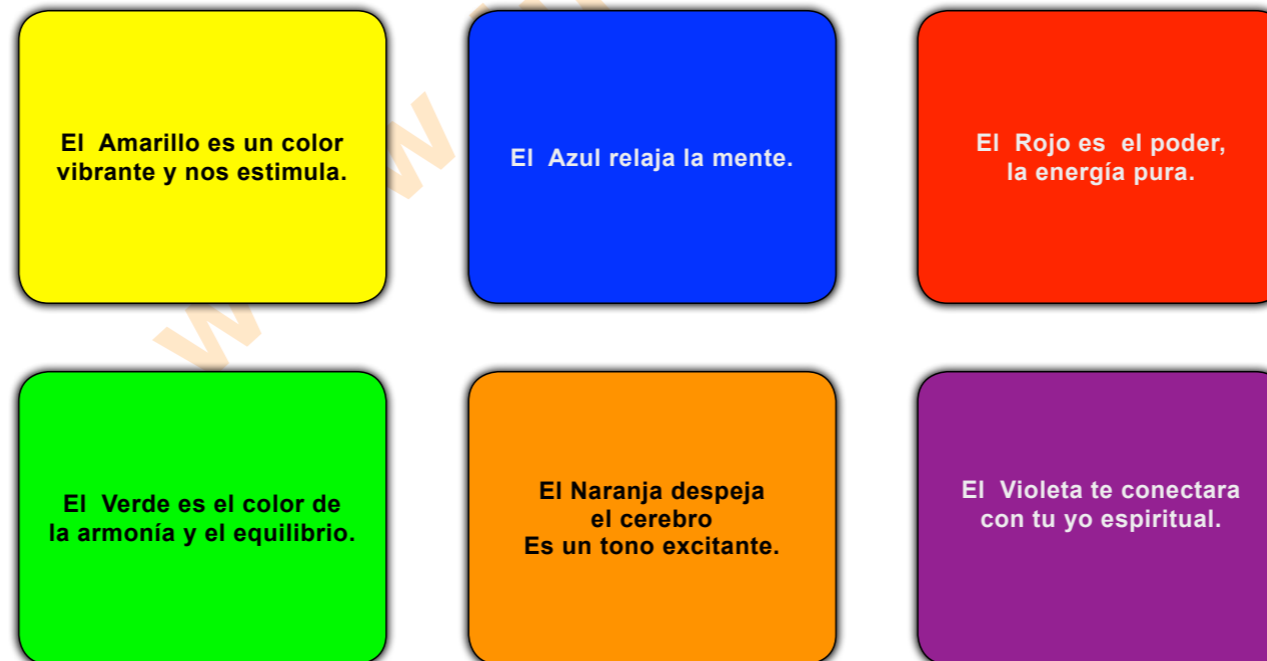 El  Amarillo es un color
vibrante y nos estimula.
El  Azul relaja la mente.
El  Rojo es  el poder,
la energía pura.
El  Verde es el color de
la armonía y el equilibrio.
El Naranja despeja
el cerebro
Es un tono excitante.
El  Violeta te conectara
con tu yo espiritual.